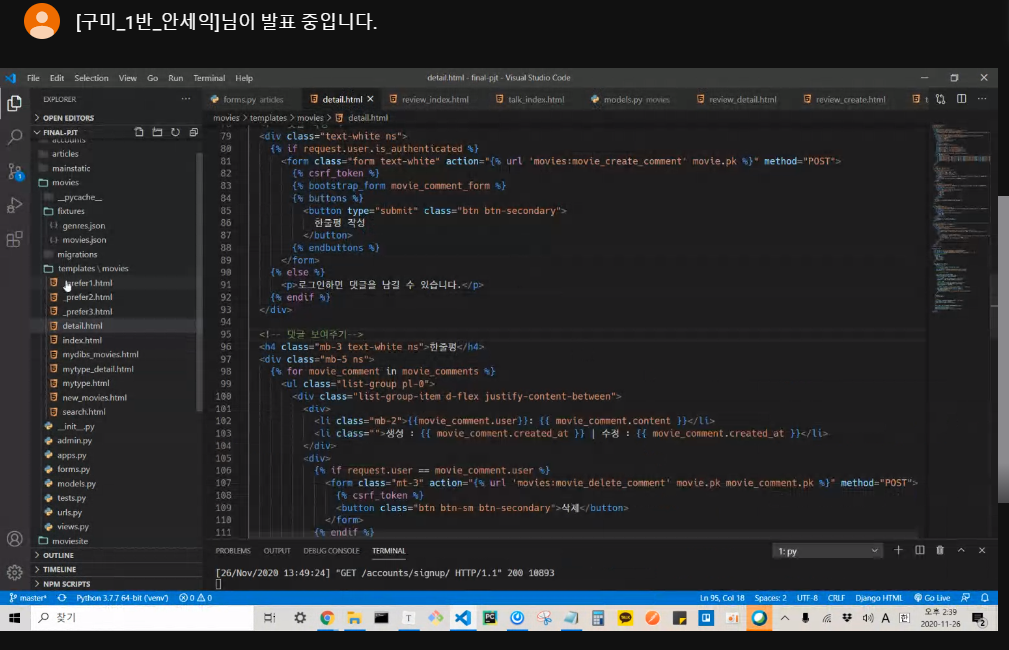 [구미_1반_안세익]님이 발표 중입니다.
File Edit Selection View Go Run Terminal Help
detail.html - final-pjt - Visual Studio Code
EXPLORER
forms.py articles
detail.html
review_index.html
talk_index.html
models.py movies
review_detail.html
review_create.html
OPEN EDITORS
FINAL-PJT
movies > templates > movies > detail.html
accounts
articles
mainstatic
movies
__pycache__
fixtures
genres.json
movies.json
migrations
templates \ movies
_prefer1.html
_prefer2.html
_prefer3.html
detail.html
index.html
mydibs_movies.html
mytype_detail.html
mytype.html
new_movies.html
search.html
__init__.py
admin.py
apps.py
forms.py
models.py
tests.py
urls.py
views.py
moviesite
OUTLINE
TIMELINE
NPM SCRIPTS
79 <div class="text-white ns">
80 {% if request.user.is_authenticated %}
81 <form class="form text-white" action="{% url 'movies:movie_create_comment' movie.pk %}" method="POST">
82 {% csrf_token %}
83 {% bootstrap_form movie_comment_form %}
84 {% buttons %}
85 <button type="submit" class="btn btn-secondary">
86 한줄평 작성
87 </button>
88 {% endbuttons %}
89 </form>
90 {% else %}
91 <p>로그인하면 댓글을 남길 수 있습니다.</p>
92 {% endif %}
93 </div>
94
95 <!-- 댓글 보여주기-->
96 <h4 class="mb-3 text-white ns">한줄평</h4>
97 <div class="mb-5 ns">
98 {% for movie_comment in movie_comments %}
99 <ul class="list-group pl-0">
100 <div class="list-group-item d-flex justify-content-between">
101 <div>
102 <li class="mb-2">{{movie_comment.user}}: {{ movie_comment.content }}</li>
103 <li class="">생성 : {{ movie_comment.created_at }} | 수정 : {{ movie_comment.created_at }}</li>
104 </div>
105 <div>
106 {% if request.user == movie_comment.user %}
107 <form class="mt-3" action="{% url 'movies:movie_delete_comment' movie.pk movie_comment.pk %}" method="POST">
108 {% csrf_token %}
109 <button class="btn btn-sm btn-secondary">삭제</button>
110 </form>
111 {% endif %}
PROBLEMS OUTPUT DEBUG CONSOLE TERMINAL
1: py
[26/Nov/2020 13:49:24] "GET /accounts/signup/ HTTP/1.1" 200 10893
master* Python 3.7.7 64-bit ('venv') 0 0
Ln 95, Col 18 Spaces: 2 UTF-8 CRLF Django HTML Go Live
찾기
A 한
오후 2:39
2020-11-26
2